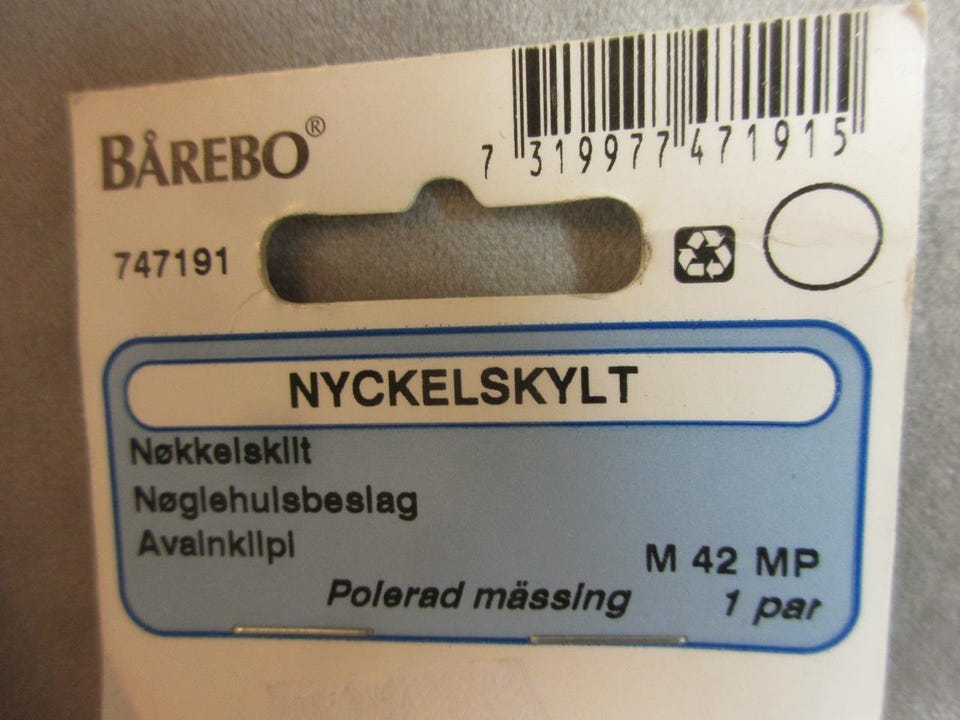 BÅREBO®
7 319977 471915
747191
NYCKELSKYLT
Nøkkelskilt
Nøglehulsbeslag
Avainkilpi
M 42 MP
Polerad mässing 1 par